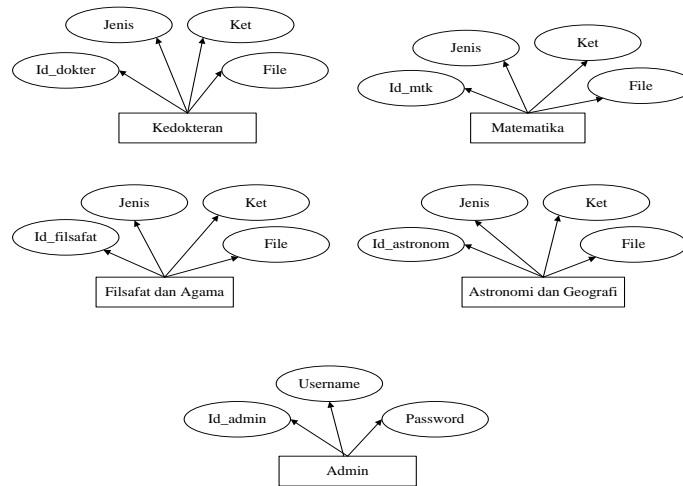 Jenis
Ket
Id_dokter
File
Kedokteran
Jenis
Ket
Id_mtk
File
Matematika
Jenis
Ket
Id_filsafat
File
Filsafat dan Agama
Jenis
Ket
Id_astronom
File
Astronomi dan Geografi
Username
Id_admin
Password
Admin